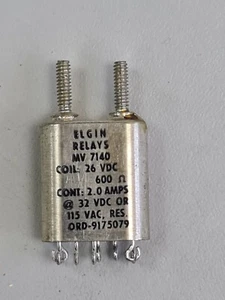 ELGIN
RELAYS
MV 7140
COIL: 26 VDC
600 Ω
CONT: 2.0 AMPS
@ 32 VDC OR
115 VAC, RES.
ORD-9175079